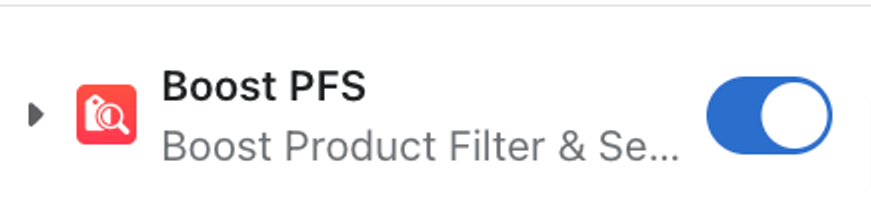 Boost PFS
Boost Product Filter & Se...